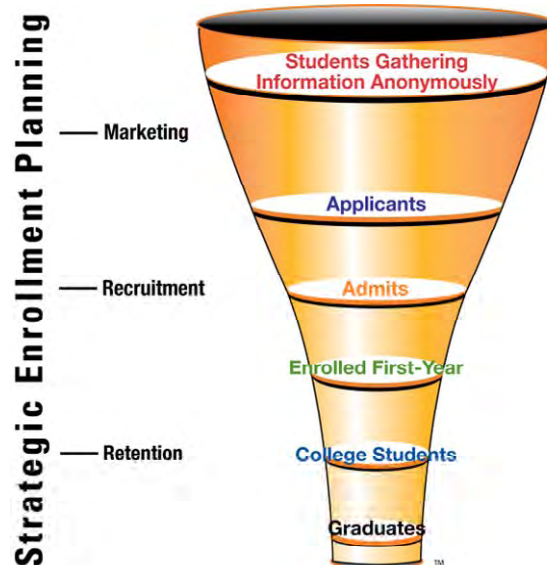 Strategic Enrollment Planning
Marketing
Recruitment
Retention
Students Gathering
Information Anonymously
Applicants
Admits
Enrolled First-Year
College Students
Graduates
™